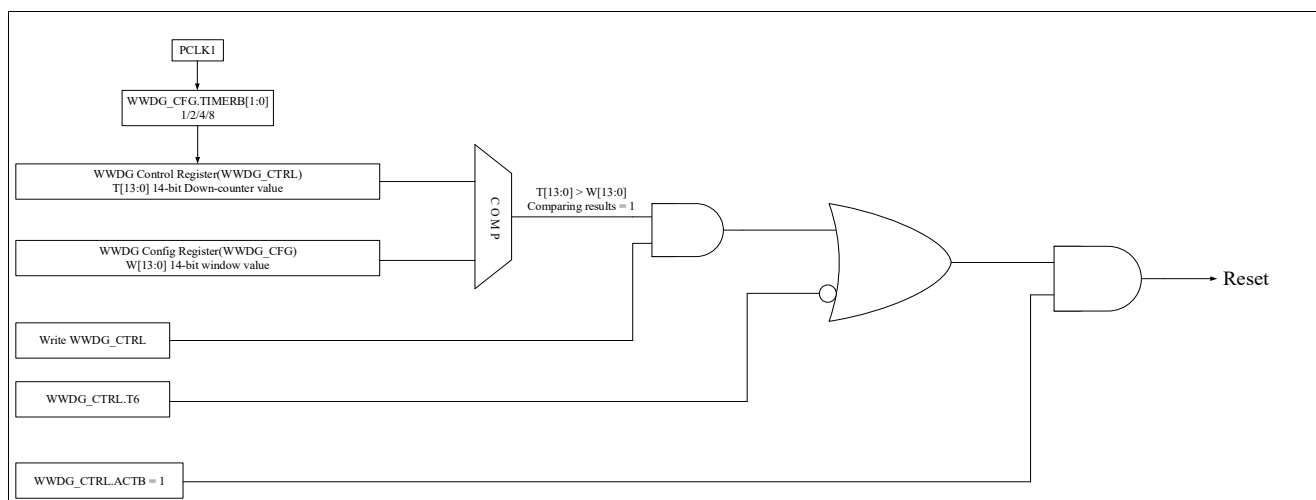 PCLK1
WWDG_CFG.TIMERB[1:0]
1/2/4/8
WWDG Control Register(WWDG_CTRL)
T[13:0] 14-bit Down-counter value
COMP
T[13:0] > W[13:0]
Comparing results = 1
WWDG Config Register(WWDG_CFG)
W[13:0] 14-bit window value
Reset
Write WWDG_CTRL
WWDG_CTRL.T6
WWDG_CTRL.ACTB = 1